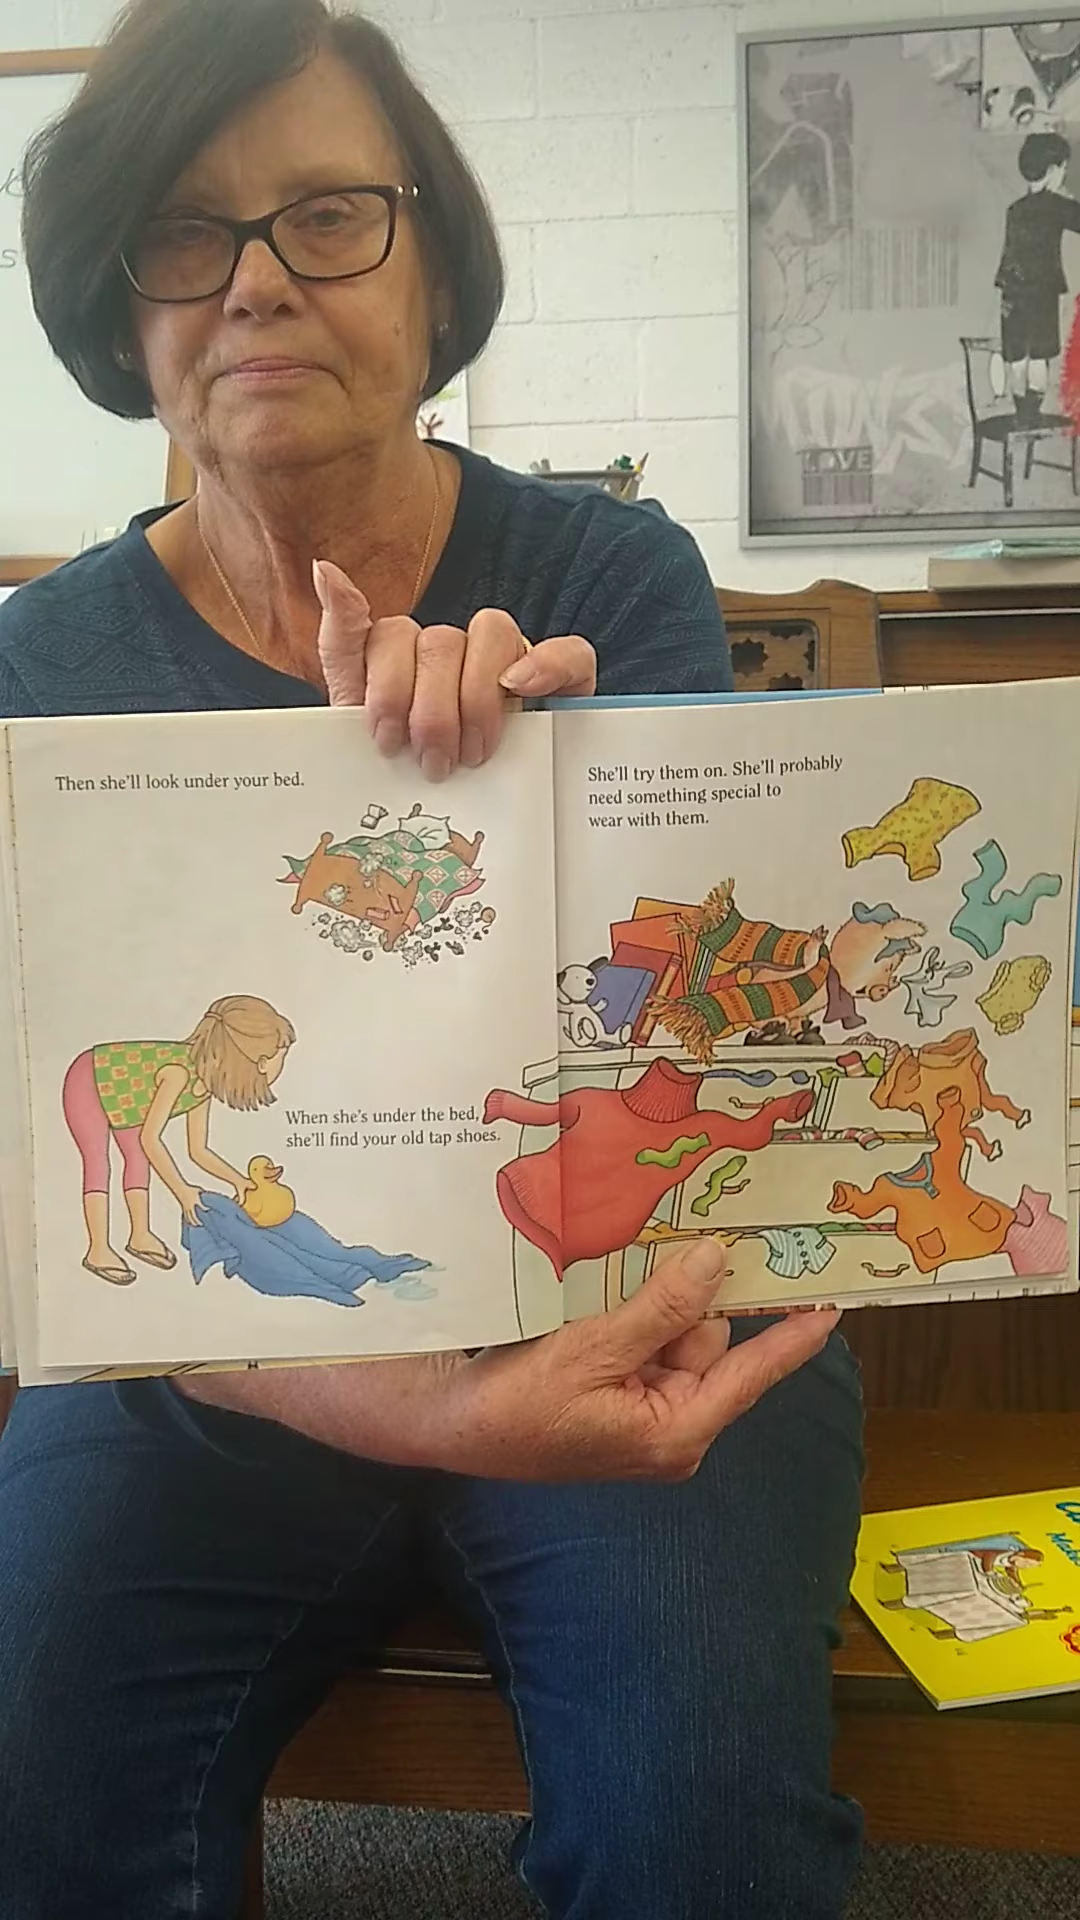 LOVE
Then she'll look under your bed.
When she's under the bed,
she'll find your old tap shoes.
She'll try them on. She'll probably
need something special to
wear with them.